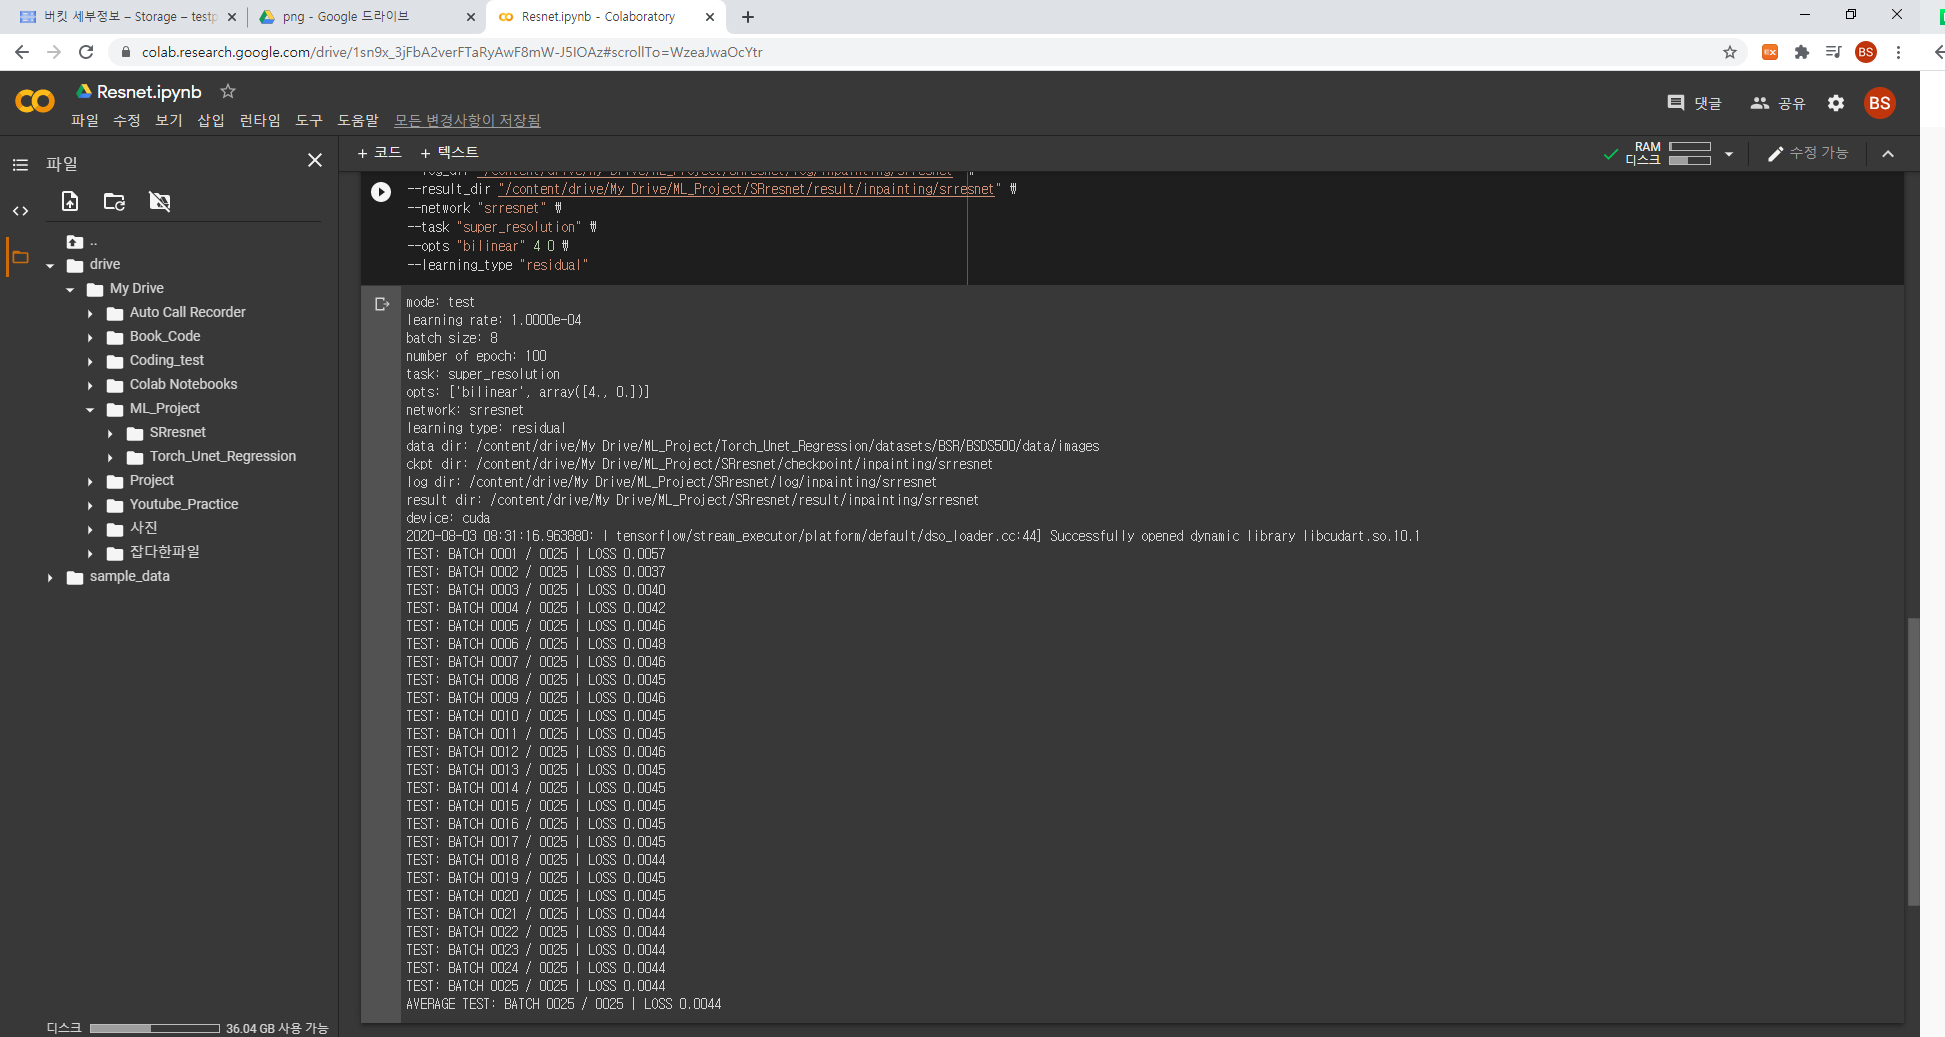 버킷 세부정보 – Storage – testp
png - Google 드라이브
Resnet.ipynb - Colaboratory
colab.research.google.com/drive/1sn9x_3jFbA2verFTaRyAwF8mW-J5IOAz#scrollTo=WzeaJwaOcYtr
EX
BS
CO
Resnet.ipynb
파일 수정 보기 삽입 런타임 도구 도움말 모든 변경사항이 저장됨
댓글
공유
BS
파일
+ 코드 + 텍스트
RAM
디스크
수정 가능
..
drive
My Drive
Auto Call Recorder
Book_Code
Coding_test
Colab Notebooks
ML_Project
SRresnet
Torch_Unet_Regression
Project
Youtube_Practice
사진
잡다한파일
sample_data
디스크 36.04 GB 사용 가능
--log_dir "/content/drive/My Drive/ML_Project/SRresnet/log/inpainting/srresnet" ₩
--result_dir "/content/drive/My Drive/ML_Project/SRresnet/result/inpainting/srresnet" ₩
--network "srresnet" ₩
--task "super_resolution" ₩
--opts "bilinear" 4 0 ₩
--learning_type "residual"
mode: test
learning rate: 1.0000e-04
batch size: 8
number of epoch: 100
task: super_resolution
opts: ['bilinear', array([4., 0.])]
network: srresnet
learning type: residual
data dir: /content/drive/My Drive/ML_Project/Torch_Unet_Regression/datasets/BSR/BSDS500/data/images
ckpt dir: /content/drive/My Drive/ML_Project/SRresnet/checkpoint/inpainting/srresnet
log dir: /content/drive/My Drive/ML_Project/SRresnet/log/inpainting/srresnet
result dir: /content/drive/My Drive/ML_Project/SRresnet/result/inpainting/srresnet
device: cuda
2020-08-03 08:31:16.963880: I tensorflow/stream_executor/platform/default/dso_loader.cc:44] Successfully opened dynamic library libcudart.so.10.1
TEST: BATCH 0001 / 0025 | LOSS 0.0057
TEST: BATCH 0002 / 0025 | LOSS 0.0037
TEST: BATCH 0003 / 0025 | LOSS 0.0040
TEST: BATCH 0004 / 0025 | LOSS 0.0042
TEST: BATCH 0005 / 0025 | LOSS 0.0046
TEST: BATCH 0006 / 0025 | LOSS 0.0048
TEST: BATCH 0007 / 0025 | LOSS 0.0046
TEST: BATCH 0008 / 0025 | LOSS 0.0045
TEST: BATCH 0009 / 0025 | LOSS 0.0046
TEST: BATCH 0010 / 0025 | LOSS 0.0045
TEST: BATCH 0011 / 0025 | LOSS 0.0045
TEST: BATCH 0012 / 0025 | LOSS 0.0046
TEST: BATCH 0013 / 0025 | LOSS 0.0045
TEST: BATCH 0014 / 0025 | LOSS 0.0045
TEST: BATCH 0015 / 0025 | LOSS 0.0045
TEST: BATCH 0016 / 0025 | LOSS 0.0045
TEST: BATCH 0017 / 0025 | LOSS 0.0045
TEST: BATCH 0018 / 0025 | LOSS 0.0044
TEST: BATCH 0019 / 0025 | LOSS 0.0045
TEST: BATCH 0020 / 0025 | LOSS 0.0045
TEST: BATCH 0021 / 0025 | LOSS 0.0044
TEST: BATCH 0022 / 0025 | LOSS 0.0044
TEST: BATCH 0023 / 0025 | LOSS 0.0044
TEST: BATCH 0024 / 0025 | LOSS 0.0044
TEST: BATCH 0025 / 0025 | LOSS 0.0044
AVERAGE TEST: BATCH 0025 / 0025 | LOSS 0.0044